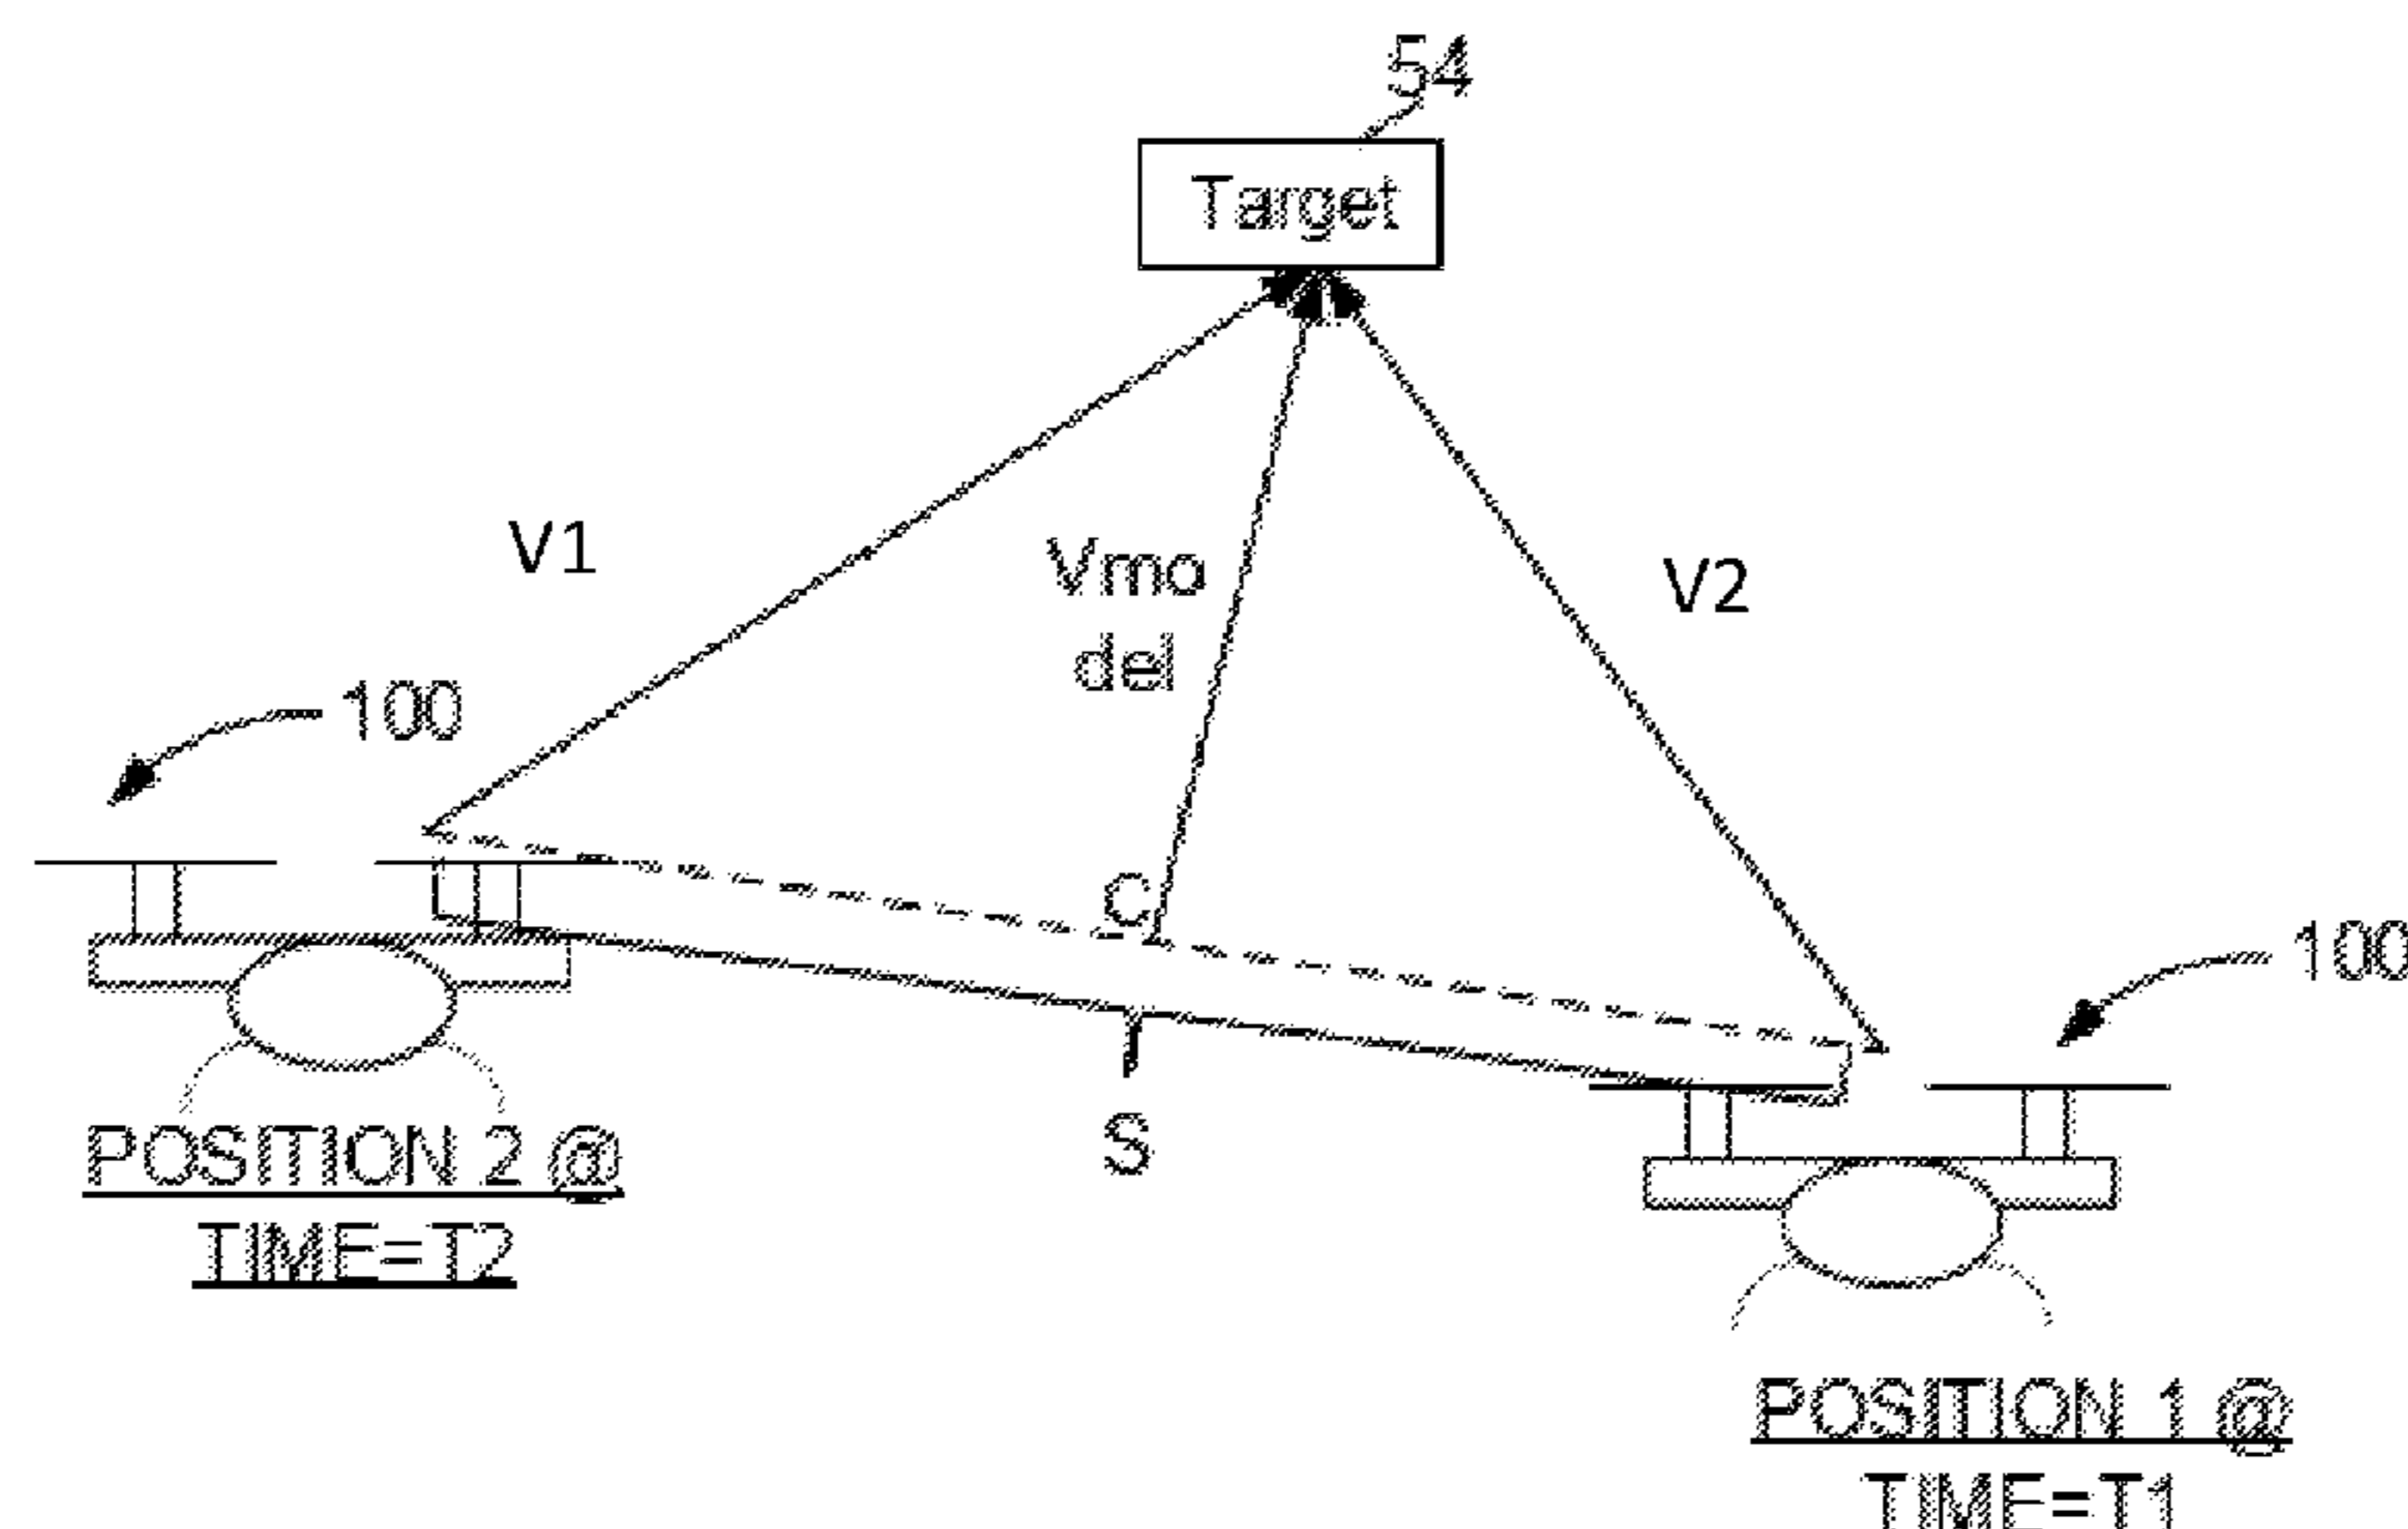 54
Target
V1
Vmo
del
V2
100
C
100
S
POSITION 2 @
TIME=T2
POSITION 1 @
TIME=T1